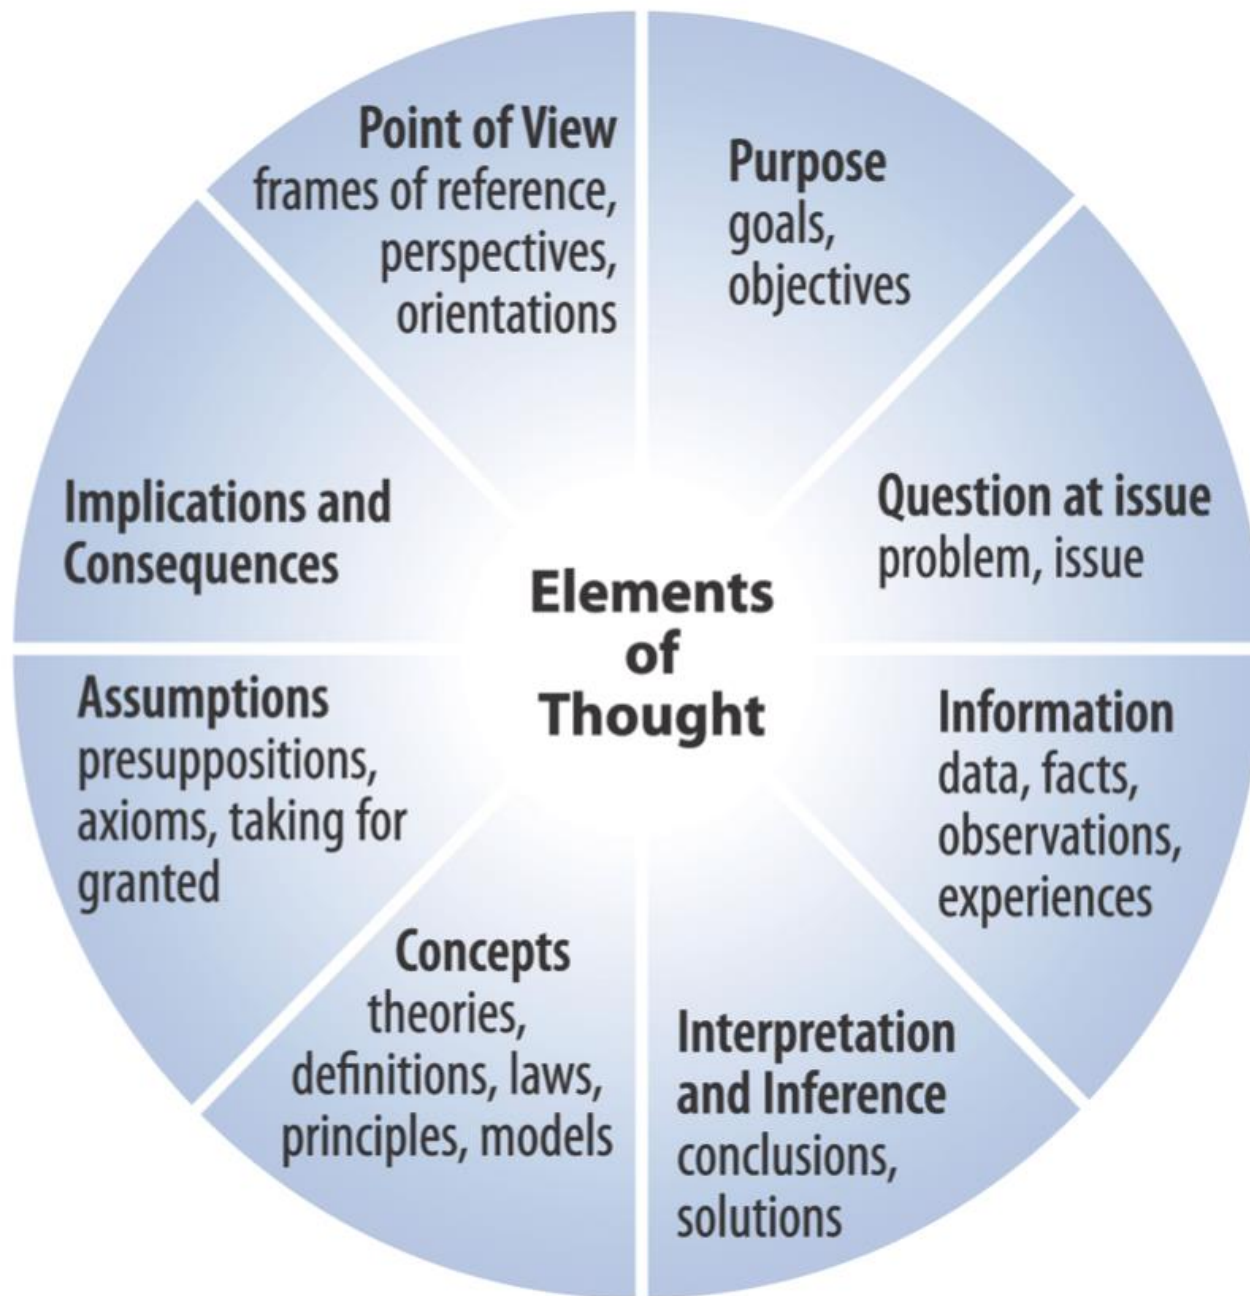 Point of View
frames of reference,
perspectives,
orientations
Purpose
goals,
objectives
Question at issue
problem, issue
Information
data, facts,
observations,
experiences
Interpretation
and Inference
conclusions,
solutions
Concepts
theories,
definitions, laws,
principles, models
Assumptions
presuppositions,
axioms, taking for
granted
Implications and
Consequences
Elements
of
Thought